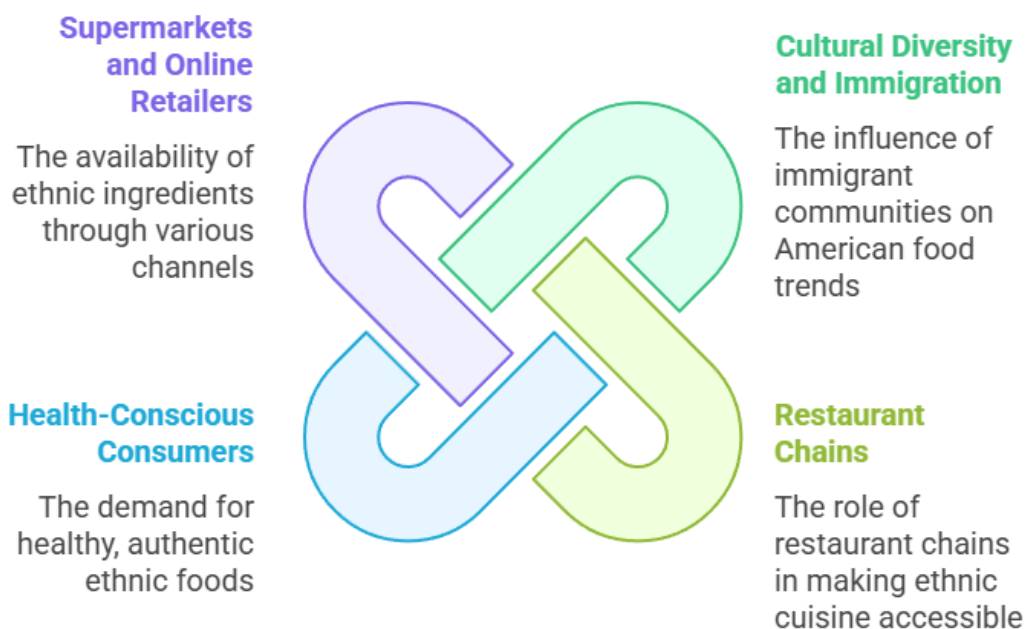 Supermarkets
and Online
Retailers
The availability of
ethnic ingredients
through various
channels
Cultural Diversity
and Immigration
The influence of
immigrant
communities on
American food
trends
Health-Conscious
Consumers
The demand for
healthy, authentic
ethnic foods
Restaurant
Chains
The role of
restaurant chains
in making ethnic
cuisine accessible